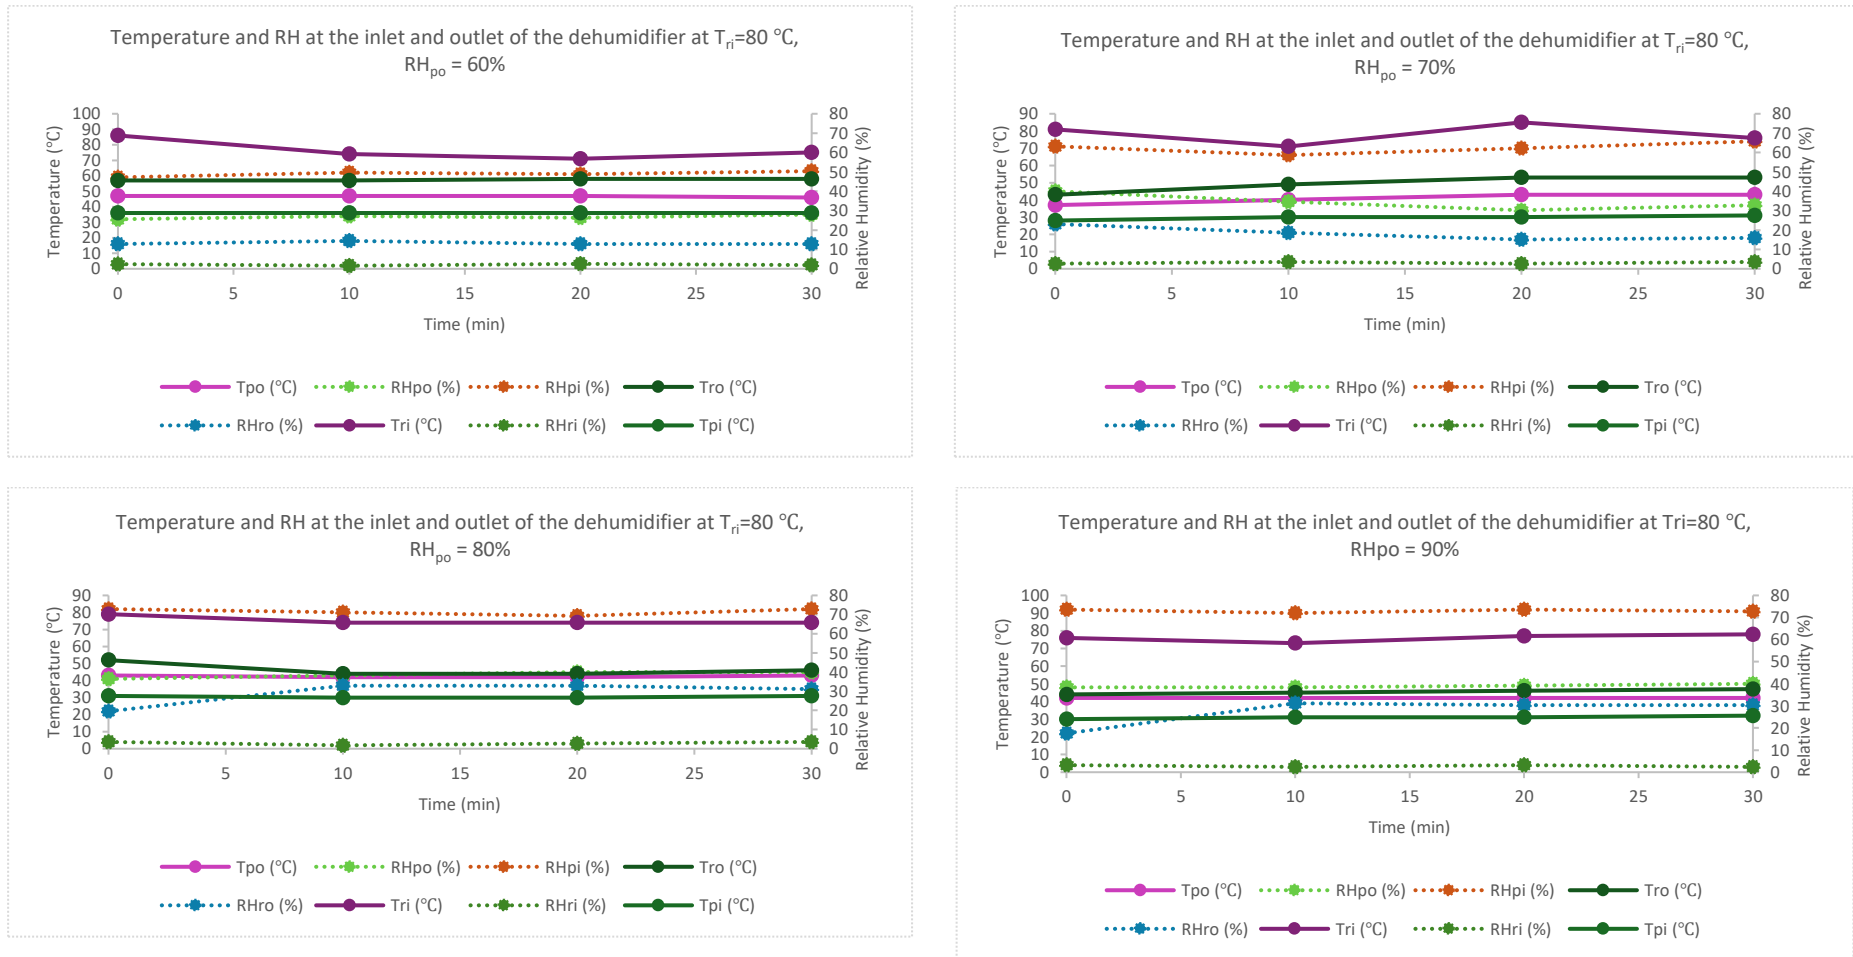 Temperature and RH at the inlet and outlet of the dehumidifier at Tri=80 °C,
RHpo = 60%
Temperature (°C)
100
90
80
70
60
50
40
30
20
10
0
80
70
60
50
40
30
20
10
0
Relative Humidity (%)
0 5 10 15 20 25 30
Time (min)
Tpo (°C) RHpo (%) RHpi (%) Tro (°C)
RHro (%) Tri (°C) RHri (%) Tpi (°C)
Temperature and RH at the inlet and outlet of the dehumidifier at Tri=80 °C,
RHpo = 70%
Temperature (°C)
90
80
70
60
50
40
30
20
10
0
80
70
60
50
40
30
20
10
0
Relative Humidity (%)
0 5 10 15 20 25 30
Time (min)
Tpo (°C) RHpo (%) RHpi (%) Tro (°C)
RHro (%) Tri (°C) RHri (%) Tpi (°C)
Temperature and RH at the inlet and outlet of the dehumidifier at Tri=80 °C,
RHpo = 80%
Temperature (°C)
90
80
70
60
50
40
30
20
10
0
80
70
60
50
40
30
20
10
0
Relative Humidity (%)
0 5 10 15 20 25 30
Time (min)
Tpo (°C) RHpo (%) RHpi (%) Tro (°C)
RHro (%) Tri (°C) RHri (%) Tpi (°C)
Temperature and RH at the inlet and outlet of the dehumidifier at Tri=80 °C,
RHpo = 90%
Temperature (°C)
100
90
80
70
60
50
40
30
20
10
0
80
70
60
50
40
30
20
10
0
Relative Humidity (%)
0 5 10 15 20 25 30
Time (min)
Tpo (°C) RHpo (%) RHpi (%) Tro (°C)
RHro (%) Tri (°C) RHri (%) Tpi (°C)